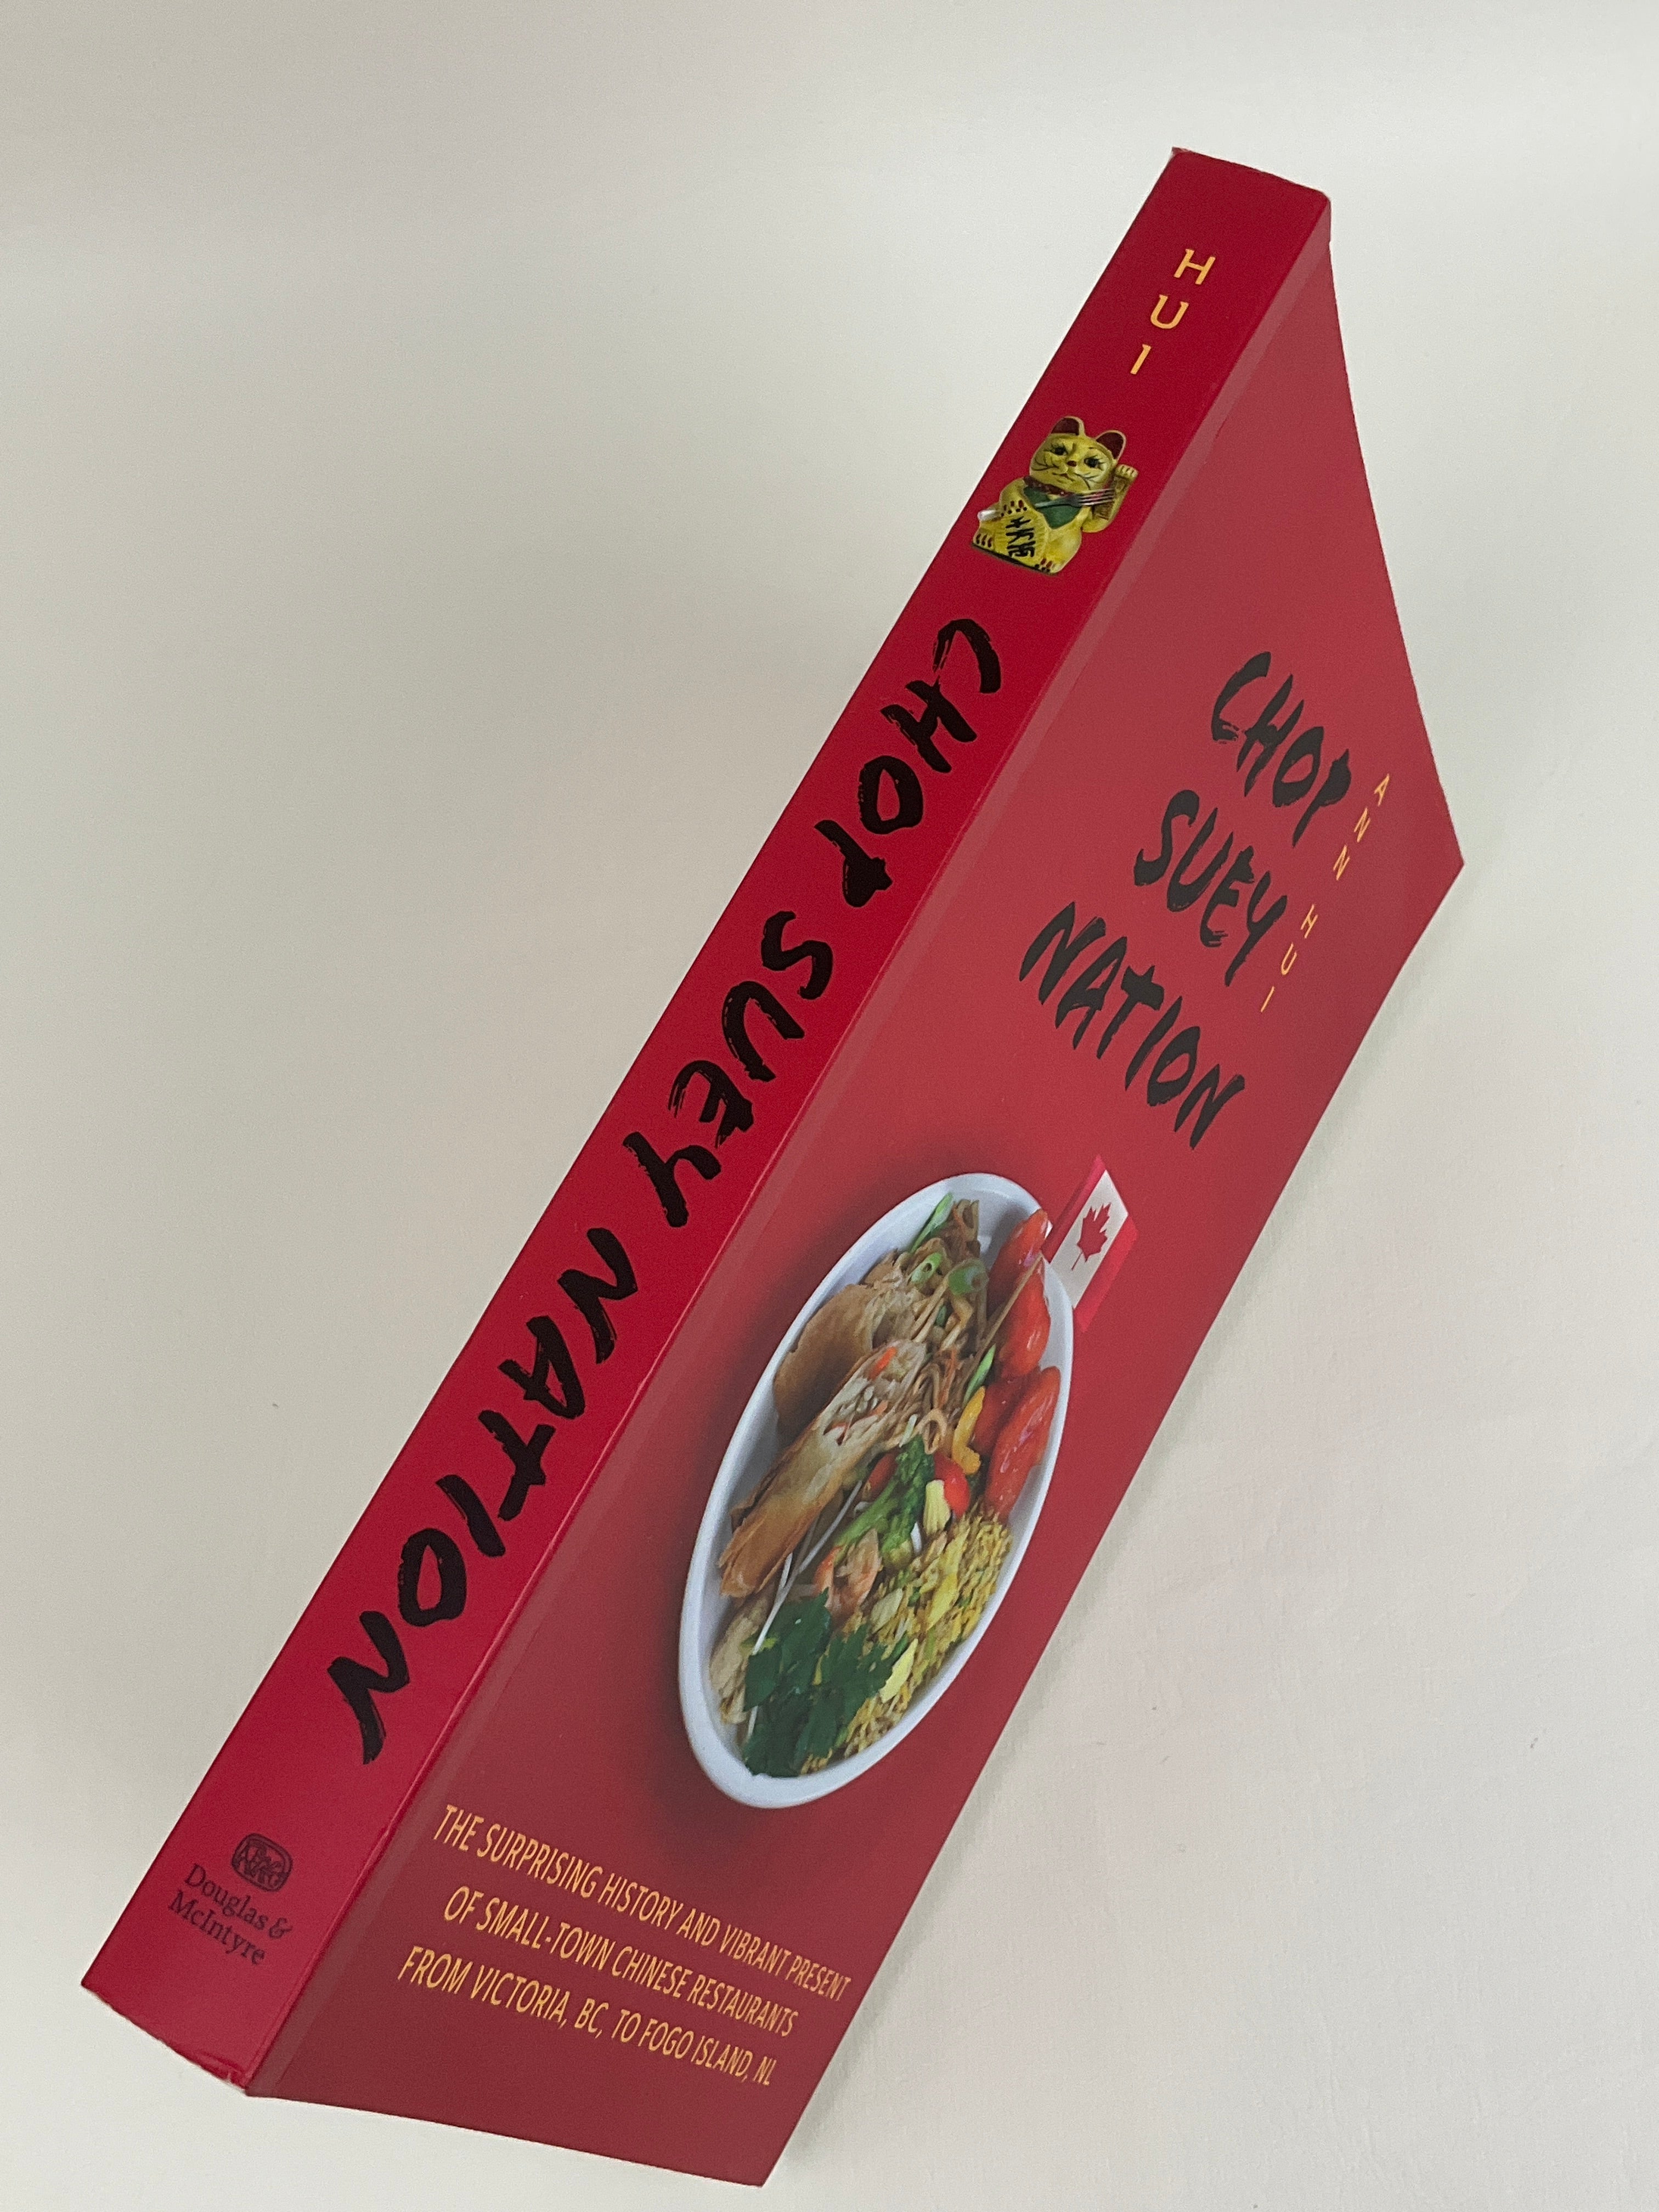 HUI
CHOP SUEY NATION
Douglas &
McIntyre
ANN HUI
CHOP
SUEY
NATION
THE SURPRISING HISTORY AND VIBRANT PRESENT
OF SMALL-TOWN CHINESE RESTAURANTS
FROM VICTORIA, BC, TO FOGO ISLAND, NL